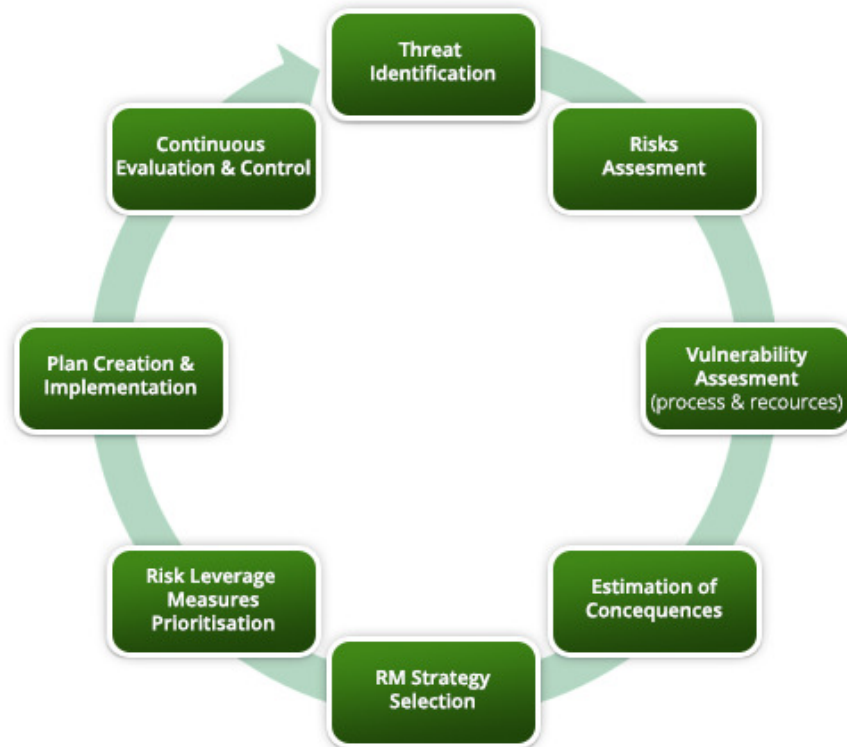 Threat
Identification
Risks
Assesment
Vulnerability
Assesment
(process & recources)
Estimation of
Concequences
RM Strategy
Selection
Risk Leverage
Measures
Prioritisation
Plan Creation &
Implementation
Continuous
Evaluation & Control